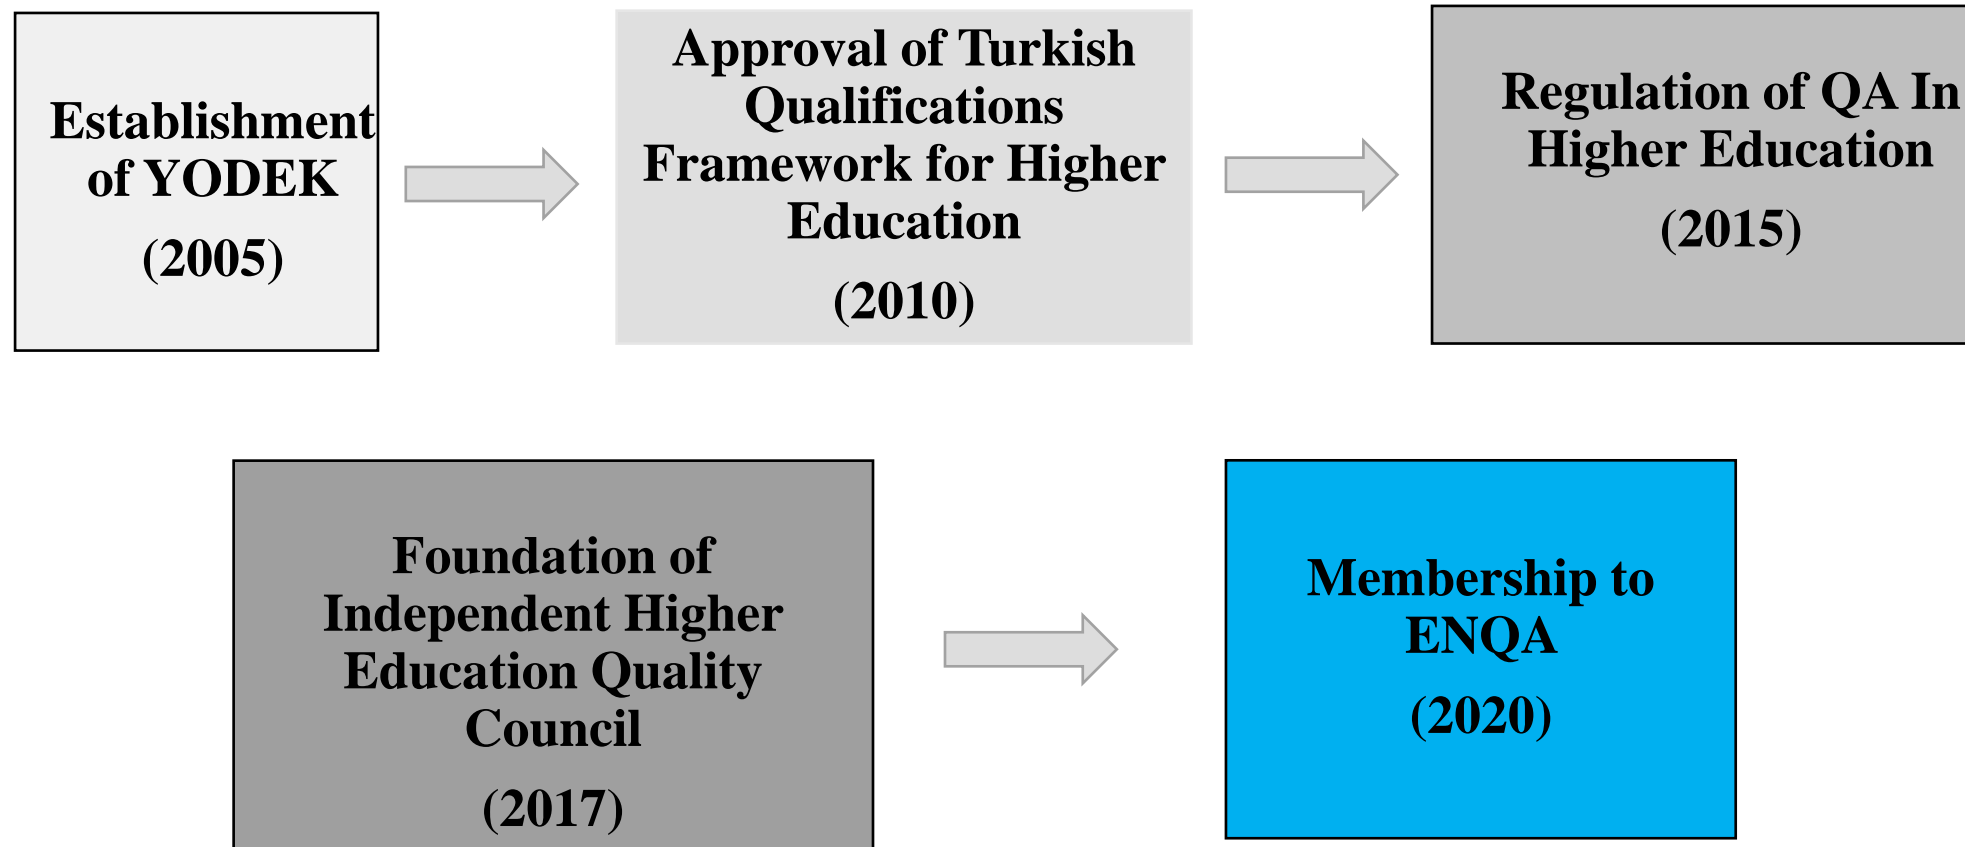 Establishment
of YODEK
(2005)
Approval of Turkish
Qualifications
Framework for Higher
Education
(2010)
Regulation of QA In
Higher Education
(2015)
Foundation of
Independent Higher
Education Quality
Council
(2017)
Membership to
ENQA
(2020)